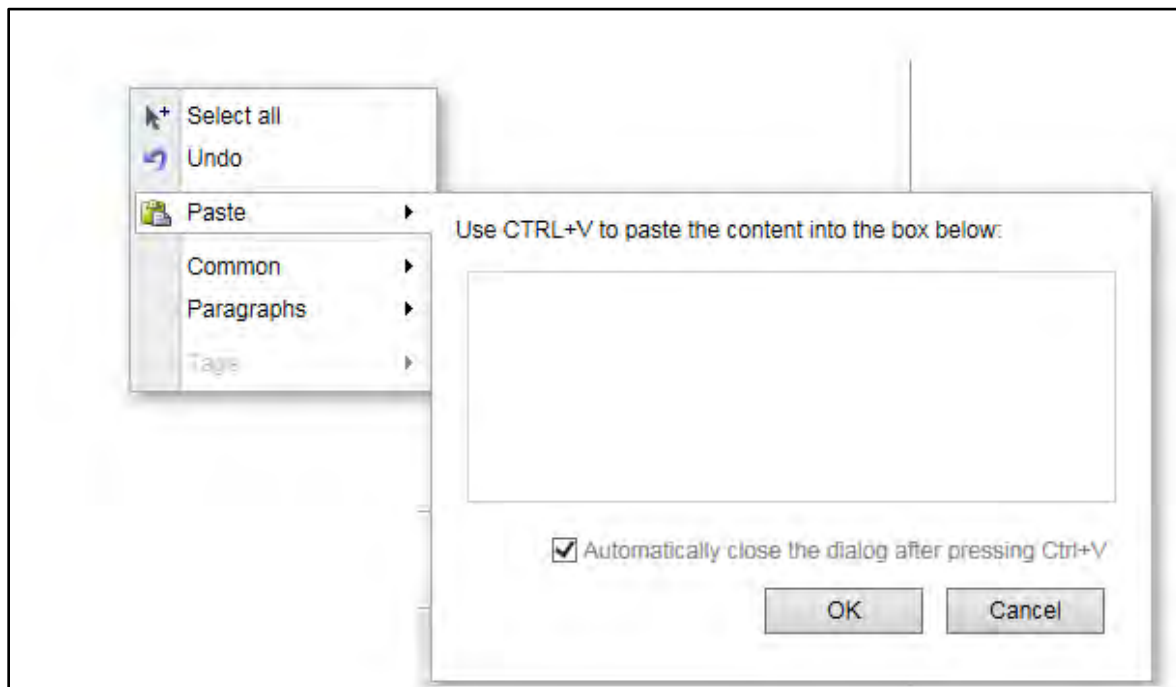 Select all
Undo
Paste
Common
Paragraphs
Tags
Use CTRL+V to paste the content into the box below:
Automatically close the dialog after pressing Ctrl+V
OK
Cancel